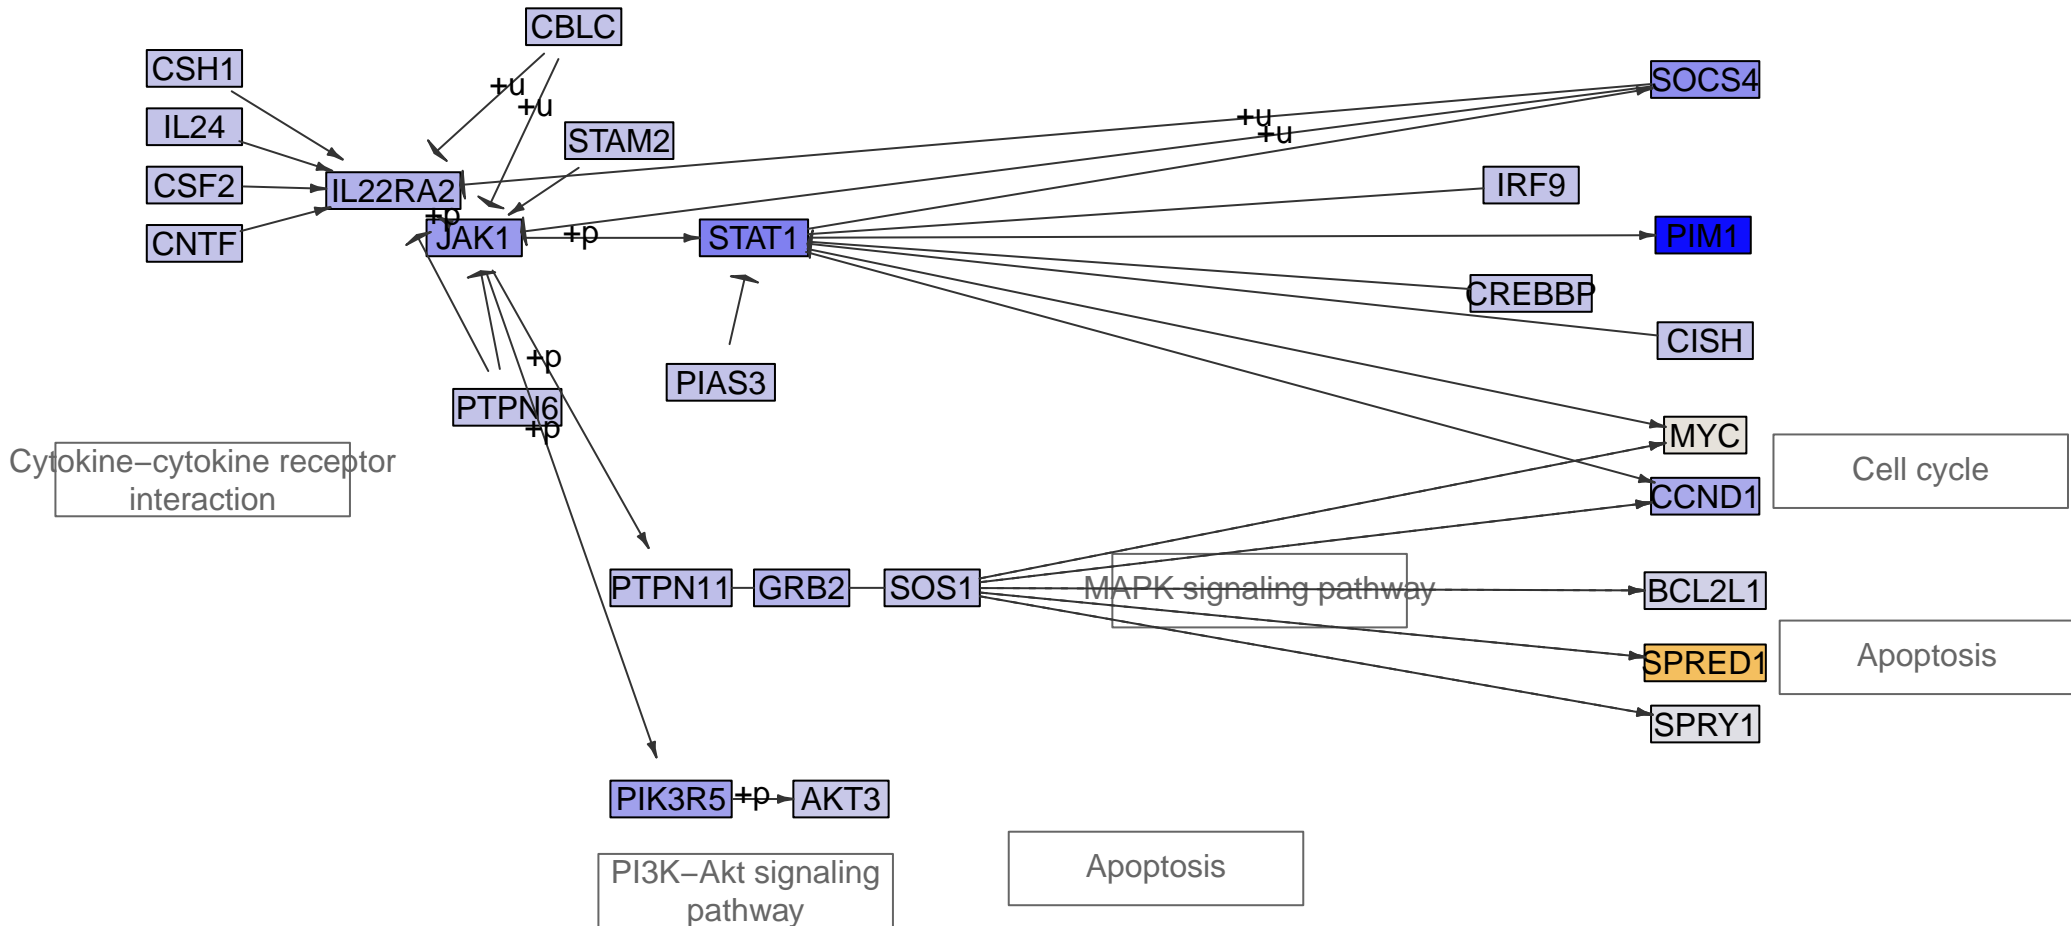 CBLC
CSH1
SOCS4
+u
+u
+u
IL24
+u
STAM2
CSF2
IL22RA2
IRF9
+p
CNTF
JAK1
+p
STAT1
PIM1
CREBBP
CISH
+p
PIAS3
PTPN6
+p
MYC
Cytokine−cytokine receptor
interaction
Cell cycle
CCND1
PTPN11
GRB2
SOS1
MAPK signaling pathway
BCL2L1
SPRED1
Apoptosis
SPRY1
PIK3R5
+p
AKT3
PI3K−Akt signaling
pathway
Apoptosis